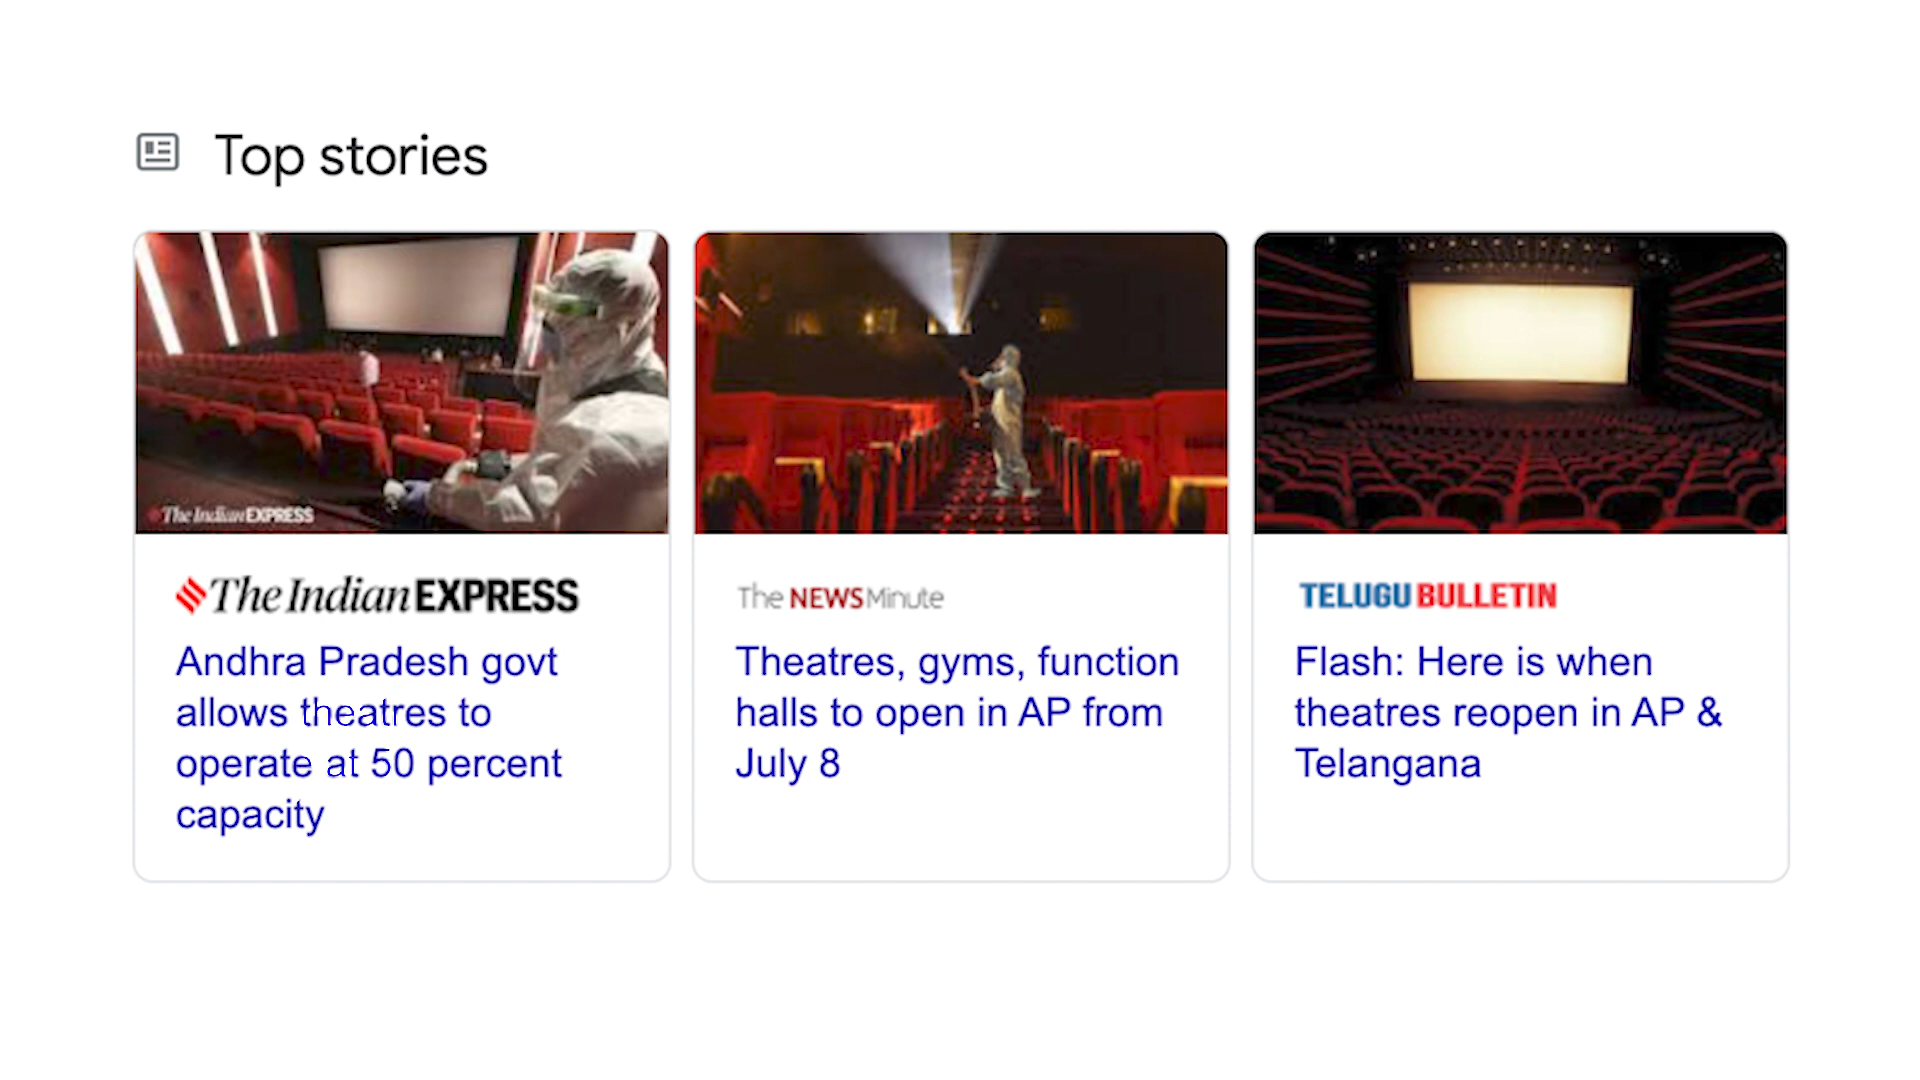 Top stories
The Indian EXPRESS
The Indian EXPRESS
Andhra Pradesh govt
allows theatres to
operate at 50 percent
capacity
The NEWS Minute
Theatres, gyms, function
halls to open in AP from
July 8
TELUGU BULLETIN
Flash: Here is when
theatres reopen in AP &
Telangana